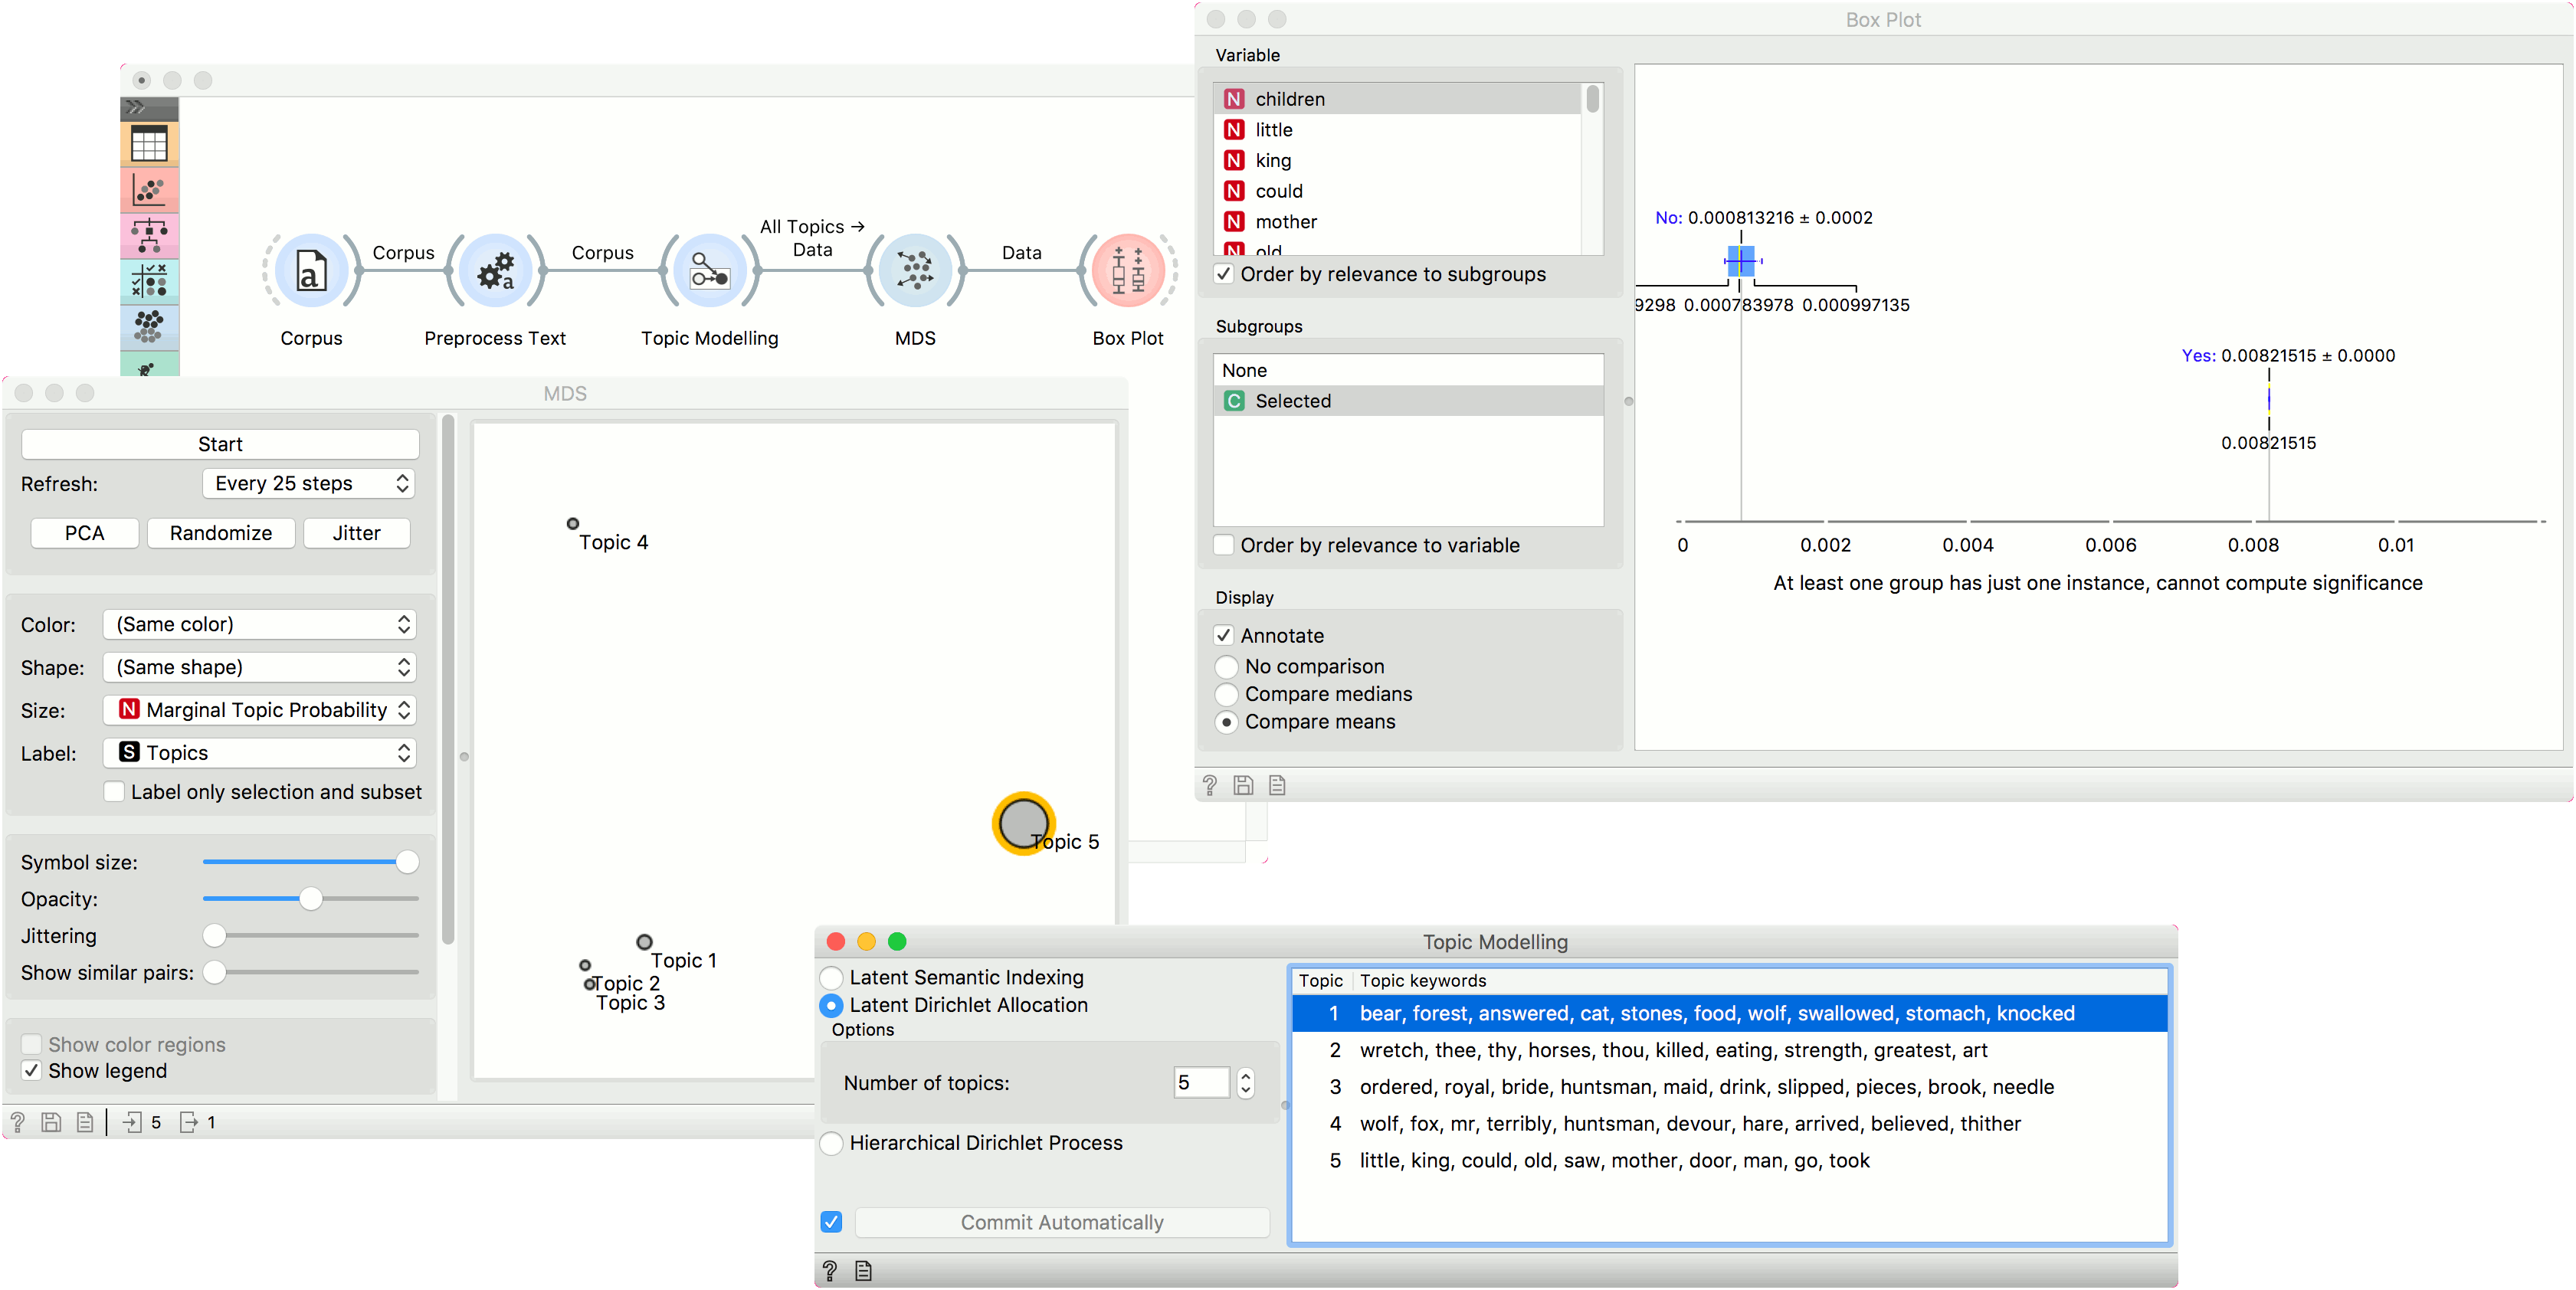 All Topics →
Corpus
Corpus
Data
Data
Corpus
Preprocess Text
Topic Modelling
MDS
Box Plot
Box Plot
Variable
N children
N little
N king
N could
N mother
N old
Order by relevance to subgroups
Subgroups
None
C Selected
Order by relevance to variable
Display
Annotate
No comparison
Compare medians
Compare means
No: 0.000813216 ± 0.0002
9298 0.000783978 0.000997135
Yes: 0.00821515 ± 0.0000
0.00821515
0 0.002 0.004 0.006 0.008 0.01
At least one group has just one instance, cannot compute significance
MDS
Start
Refresh: Every 25 steps
PCA Randomize Jitter
Color: (Same color)
Shape: (Same shape)
Size: N Marginal Topic Probability
Label: S Topics
Label only selection and subset
Symbol size:
Opacity:
Jittering
Show similar pairs:
Show color regions
Show legend
5 1
Topic 4
Topic 5
Topic 1
Topic 2
Topic 3
Topic Modelling
Latent Semantic Indexing
Latent Dirichlet Allocation
Options
Number of topics: 5
Hierarchical Dirichlet Process
Commit Automatically
Topic Topic keywords
1 bear, forest, answered, cat, stones, food, wolf, swallowed, stomach, knocked
2 wretch, thee, thy, horses, thou, killed, eating, strength, greatest, art
3 ordered, royal, bride, huntsman, maid, drink, slipped, pieces, brook, needle
4 wolf, fox, mr, terribly, huntsman, devour, hare, arrived, believed, thither
5 little, king, could, old, saw, mother, door, man, go, took